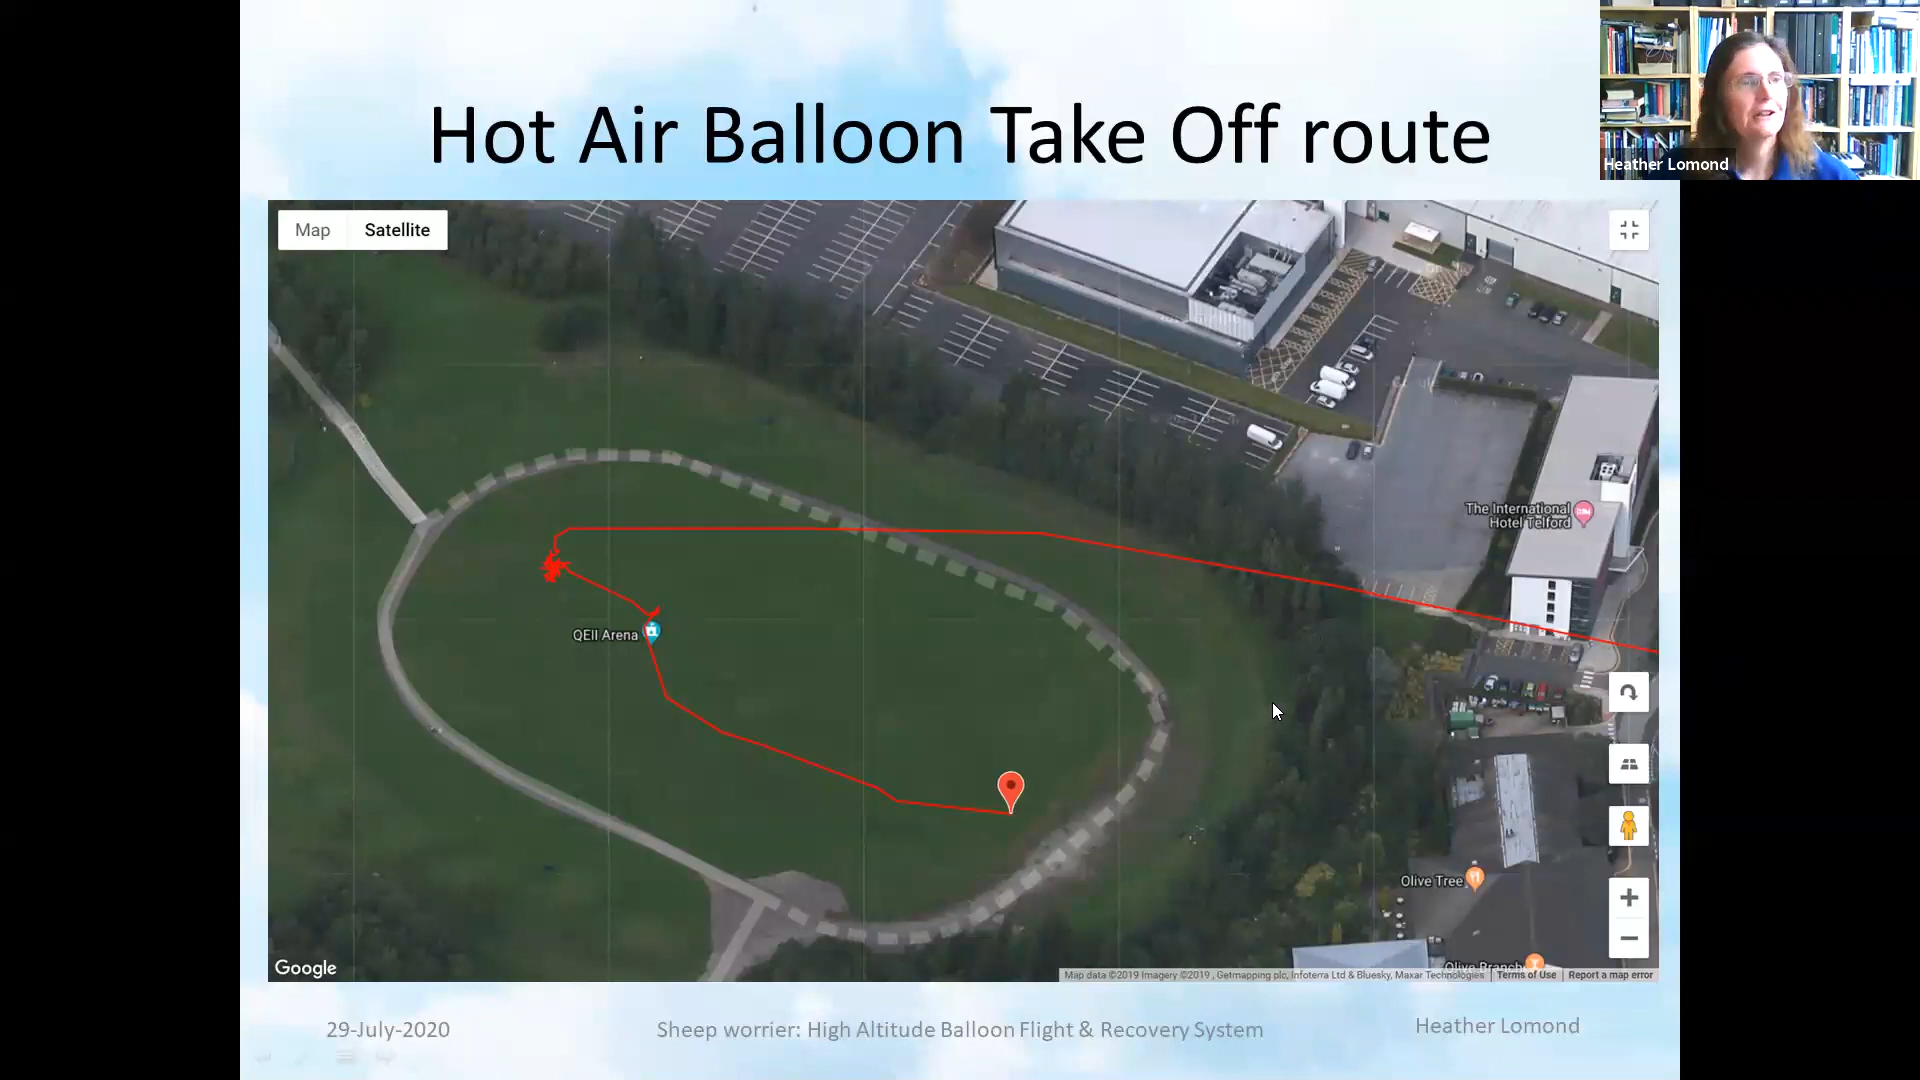 Hot Air Balloon Take Off route
Heather Lomond
Map Satellite
The International
Hotel Telford
QEII Arena
Olive Tree
Olive Branch
Google
Map data ©2019 Imagery ©2019 , Getmapping plc, Infoterra Ltd & Bluesky, Maxar Technologies Terms of Use Report a map error
29-July-2020
Sheep worrier: High Altitude Balloon Flight & Recovery System
Heather Lomond